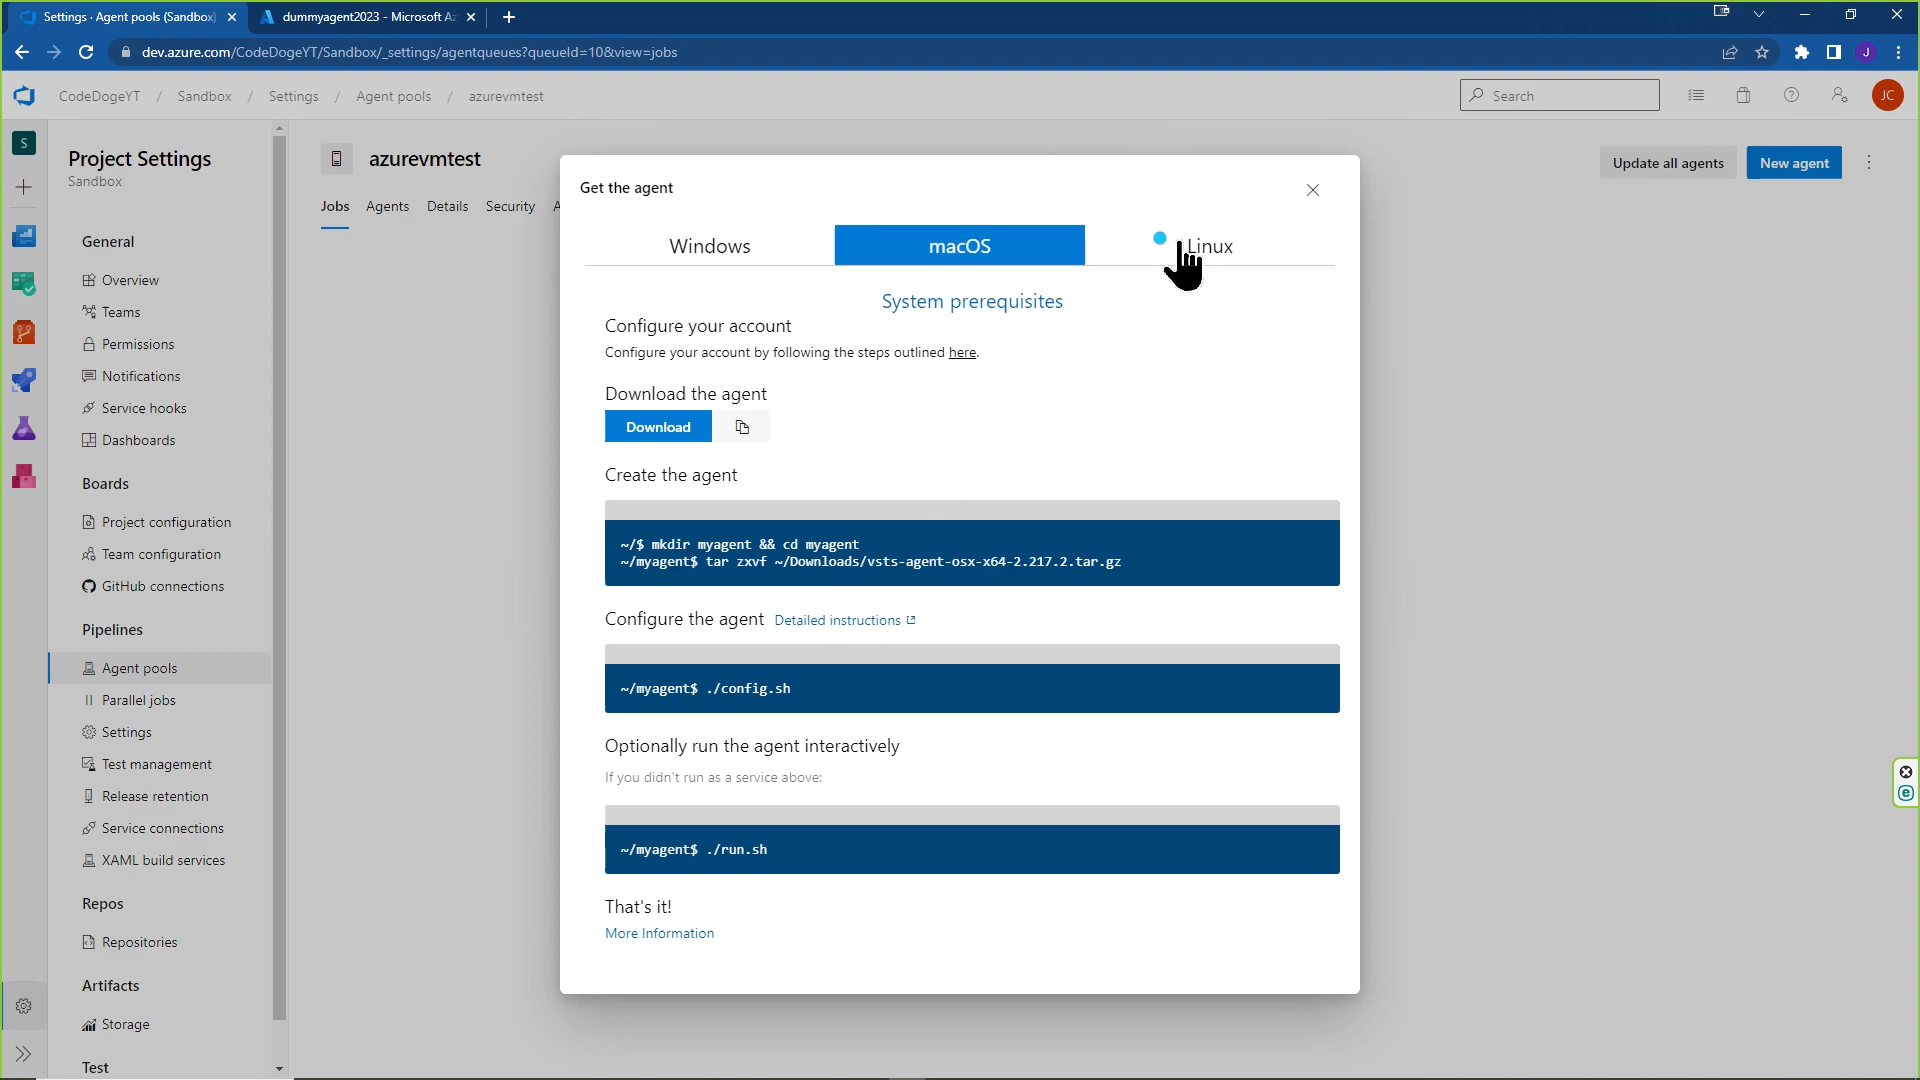 Settings · Agent pools (Sandbox)
dummyagent2023 - Microsoft Az
dev.azure.com/CodeDogeYT/Sandbox/_settings/agentqueues?queueId=10&view=jobs
J
CodeDogeYT / Sandbox / Settings / Agent pools / azurevmtest
Search
JC
S
Project Settings
Sandbox
General
Overview
Teams
Permissions
Notifications
Service hooks
Dashboards
Boards
Project configuration
Team configuration
GitHub connections
Pipelines
Agent pools
Parallel jobs
Settings
Test management
Release retention
Service connections
XAML build services
Repos
Repositories
Artifacts
Storage
Test
azurevmtest
Update all agents
New agent
Jobs Agents Details Security A
Get the agent
Windows
macOS
Linux
System prerequisites
Configure your account
Configure your account by following the steps outlined here.
Download the agent
Download
Create the agent
~/$ mkdir myagent && cd myagent
~/myagent$ tar zxvf ~/Downloads/vsts-agent-osx-x64-2.217.2.tar.gz
Configure the agent Detailed instructions
~/myagent$ ./config.sh
Optionally run the agent interactively
If you didn't run as a service above:
~/myagent$ ./run.sh
That's it!
More Information